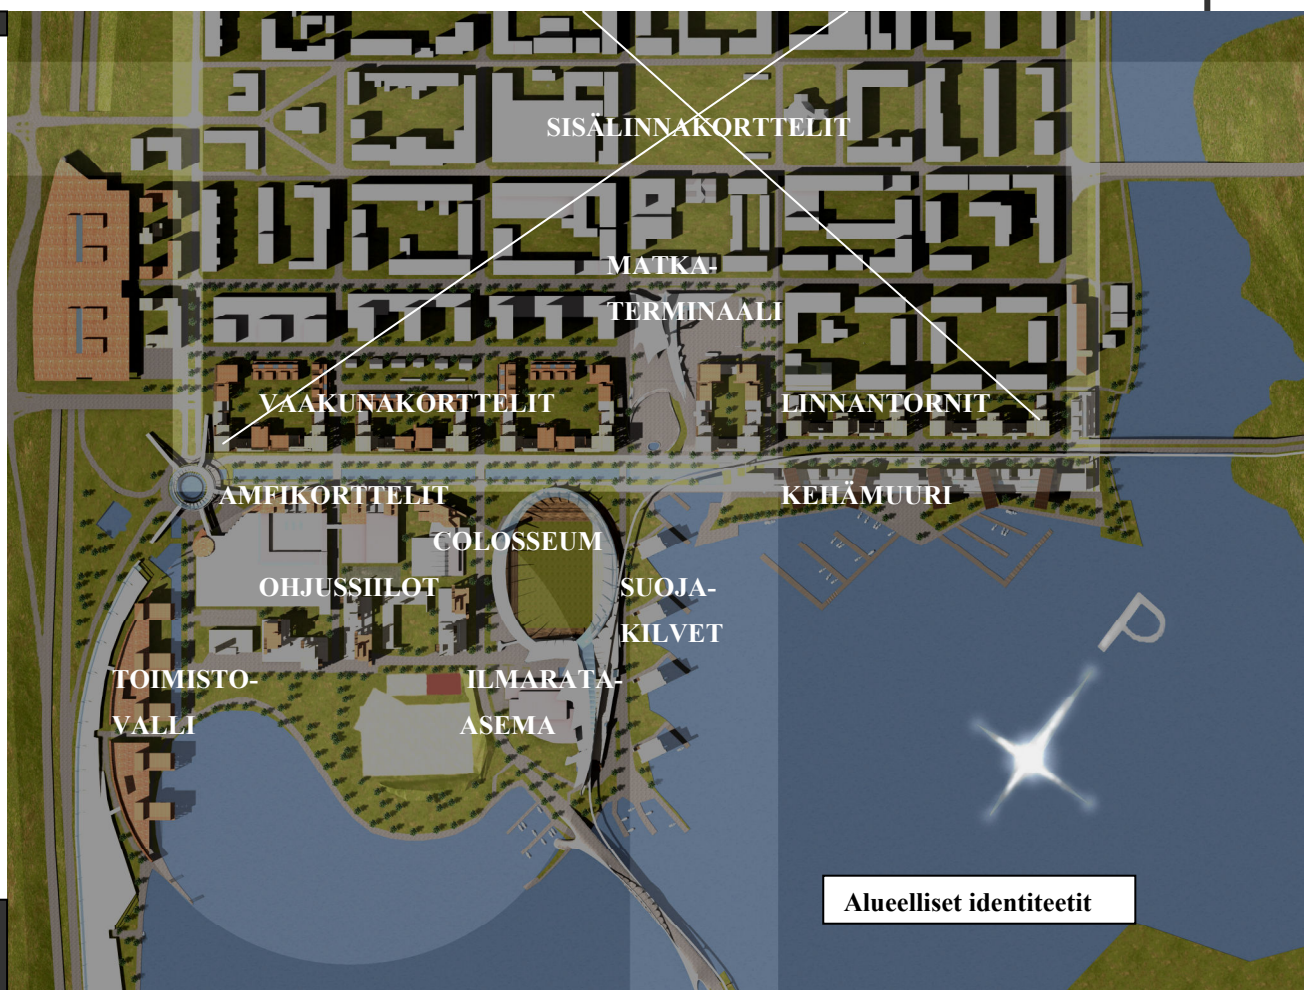 SISÄLINNAKORTTELIT
MATKA-
TERMINAALI
VAAKUNAKORTTELIT
LINNANTORNIT
AMFIKORTTELIT
KEHÄMUURI
COLOSSEUM
OHJUSSIILOT
SUOJA-
KILVET
TOIMISTO-
VALLI
ILMARATA-
ASEMA
P
Alueelliset identiteetit